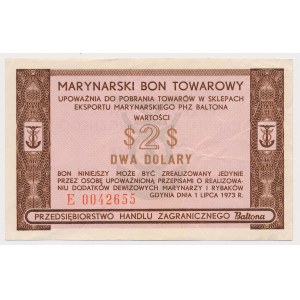 MARYNARSKI BON TOWAROWY
UPOWAŻNIA DO POBRANIA TOWARÓW W SKLEPACH
EKSPORTU MARYNARSKIEGO PHZ BALTONA
WARTOŚCI
$2$
DWA DOLARY
BON NINIEJSZY MOŻE BYĆ ZREALIZOWANY JEDYNIE
PRZEZ OSOBĘ UPOWAŻNIONĄ PRZEPISAMI O REALIZOWA-
NIU DODATKÓW DEWIZOWYCH MARYNARZY I RYBAKÓW
E 0042655
GDYNIA DNIA 1 LIPCA 1973 R.
PRZEDSIĘBIORSTWO HANDLU ZAGRANICZNEGO Baltona